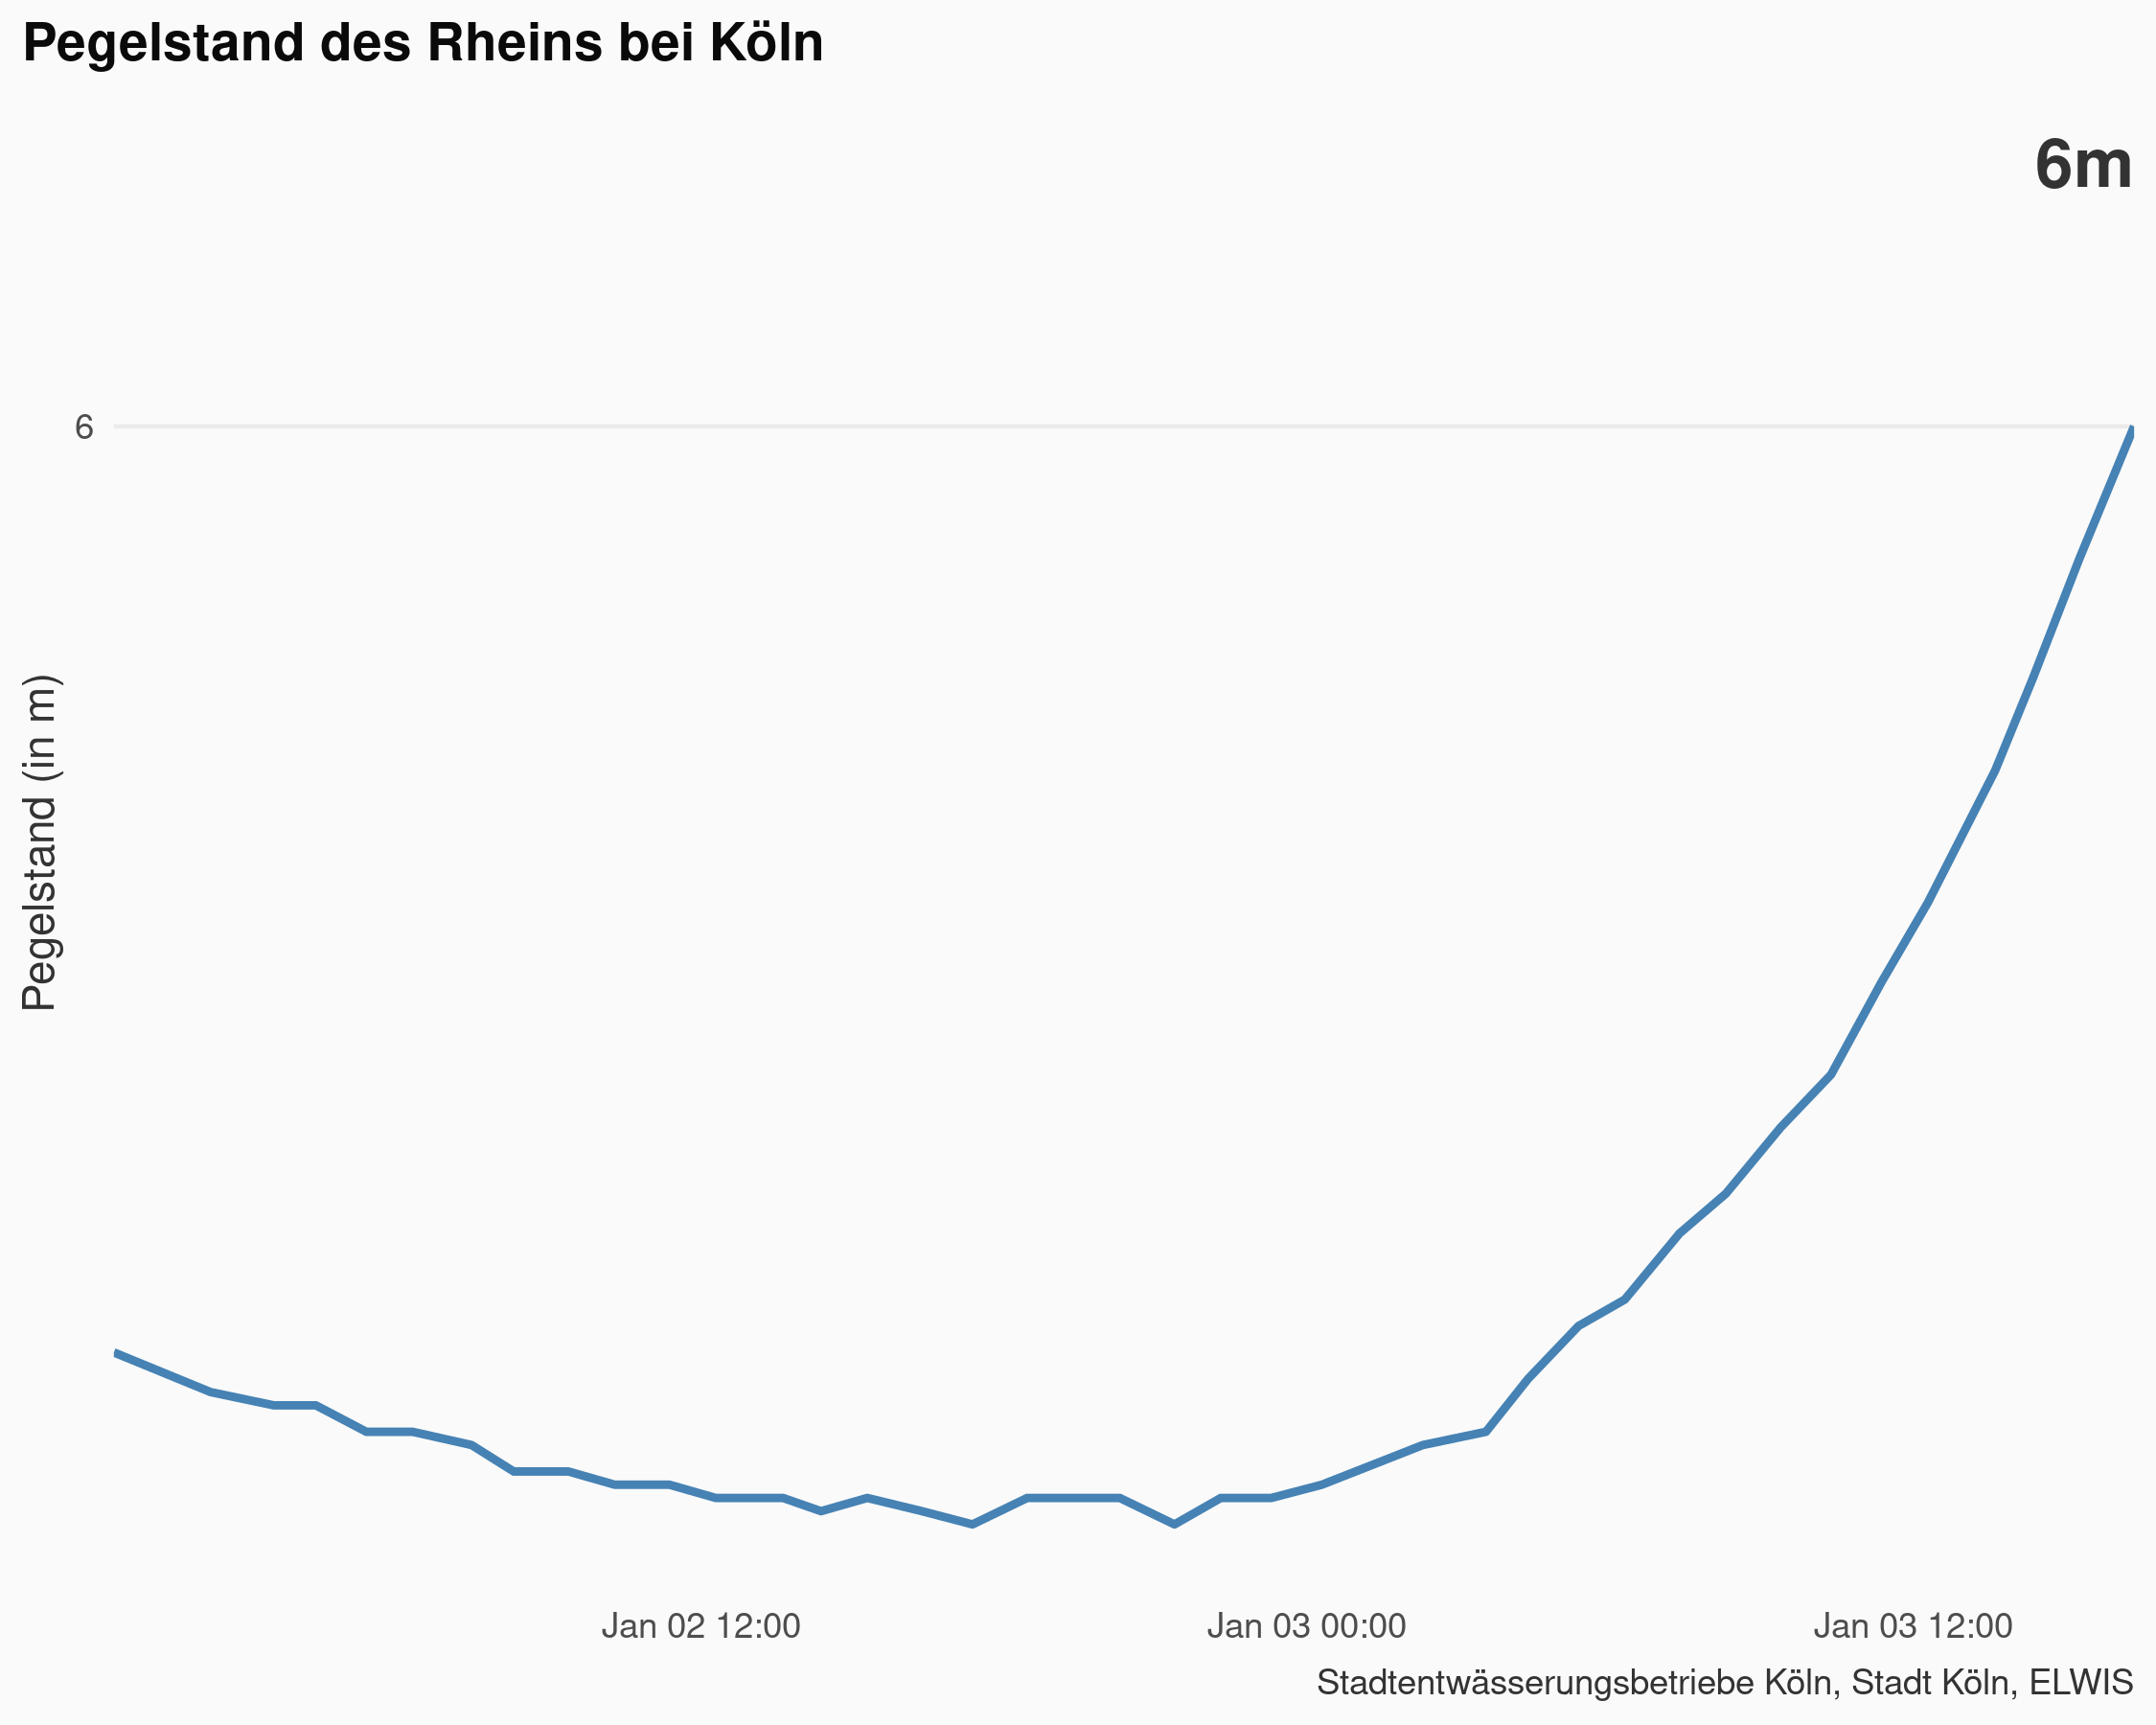 Pegelstand des Rheins bei Köln
6m
6
Pegelstand (in m)
Jan 02 12:00
Jan 03 00:00
Jan 03 12:00
Stadtentwässerungsbetriebe Köln, Stadt Köln, ELWIS